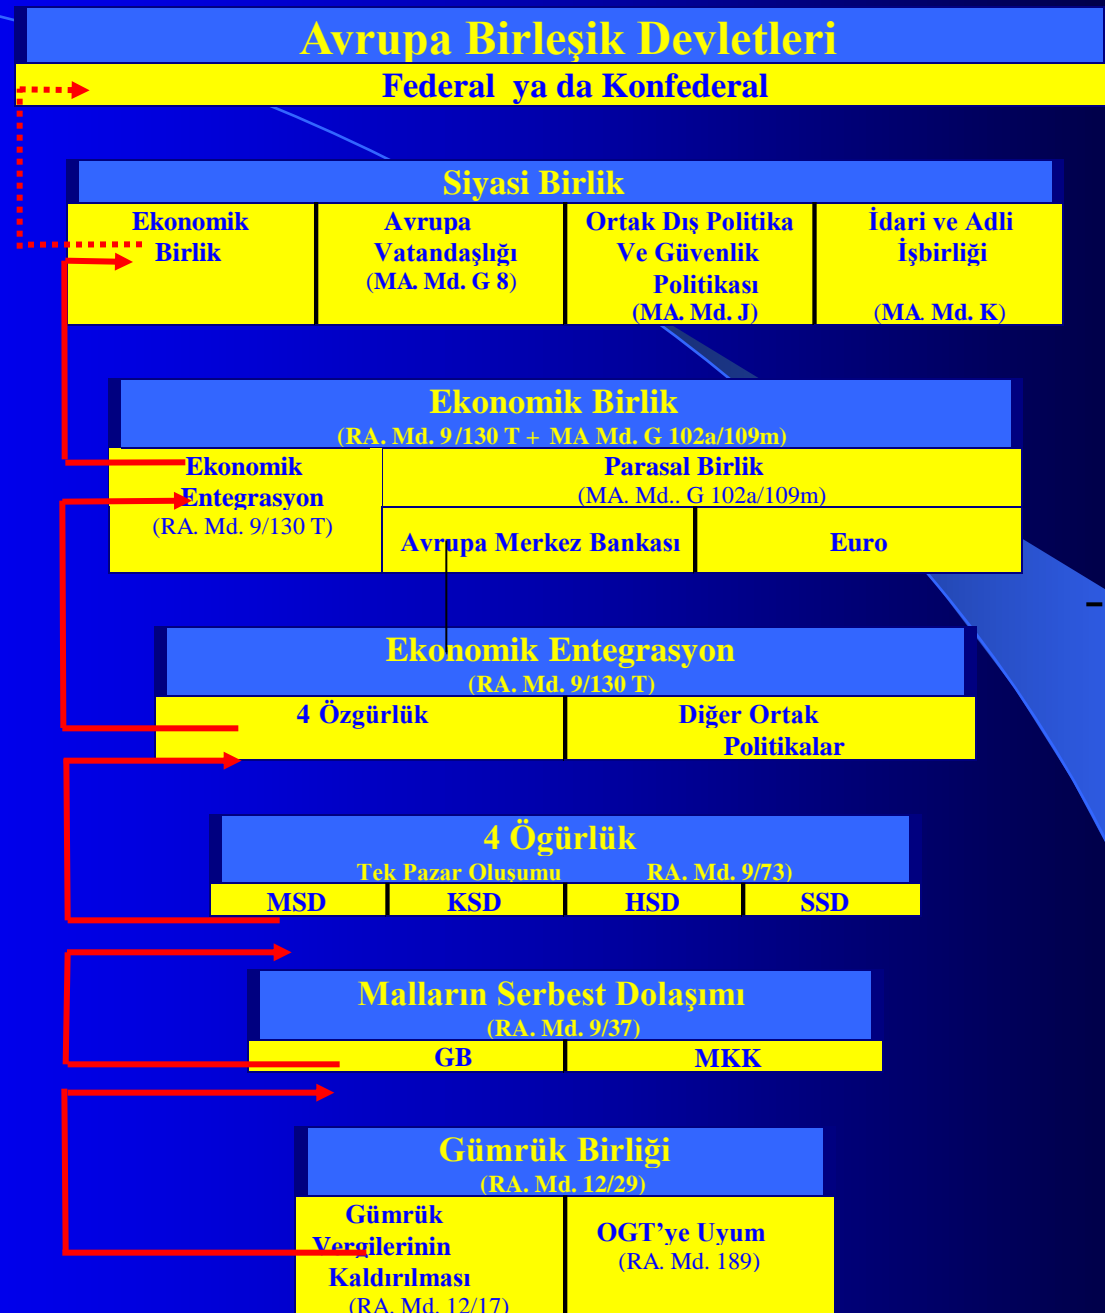 Avrupa Birleşik Devletleri
Federal ya da Konfederal
Siyasi Birlik
Ekonomik
Birlik
Avrupa
Vatandaşlığı
(MA. Md. G 8)
Ortak Dış Politika
Ve Güvenlik
Politikası
(MA. Md. J)
İdari ve Adli
İşbirliği
(MA. Md. K)
Ekonomik Birlik
(RA. Md. 9/130 T + MA Md. G 102a/109m)
Ekonomik
Entegrasyon
(RA. Md. 9/130 T)
Parasal Birlik
(MA. Md.. G 102a/109m)
Avrupa Merkez Bankası
Euro
Ekonomik Entegrasyon
(RA. Md. 9/130 T)
4 Özgürlük
Diğer Ortak
Politikalar
4 Ögürlük
Tek Pazar Oluşumu RA. Md. 9/73)
MSD KSD HSD SSD
Malların Serbest Dolaşımı
(RA. Md. 9/37)
GB MKK
Gümrük Birliği
(RA. Md. 12/29)
Gümrük
Vergilerinin
Kaldırılması
(RA. Md. 12/17)
OGT’ye Uyum
(RA. Md. 189)